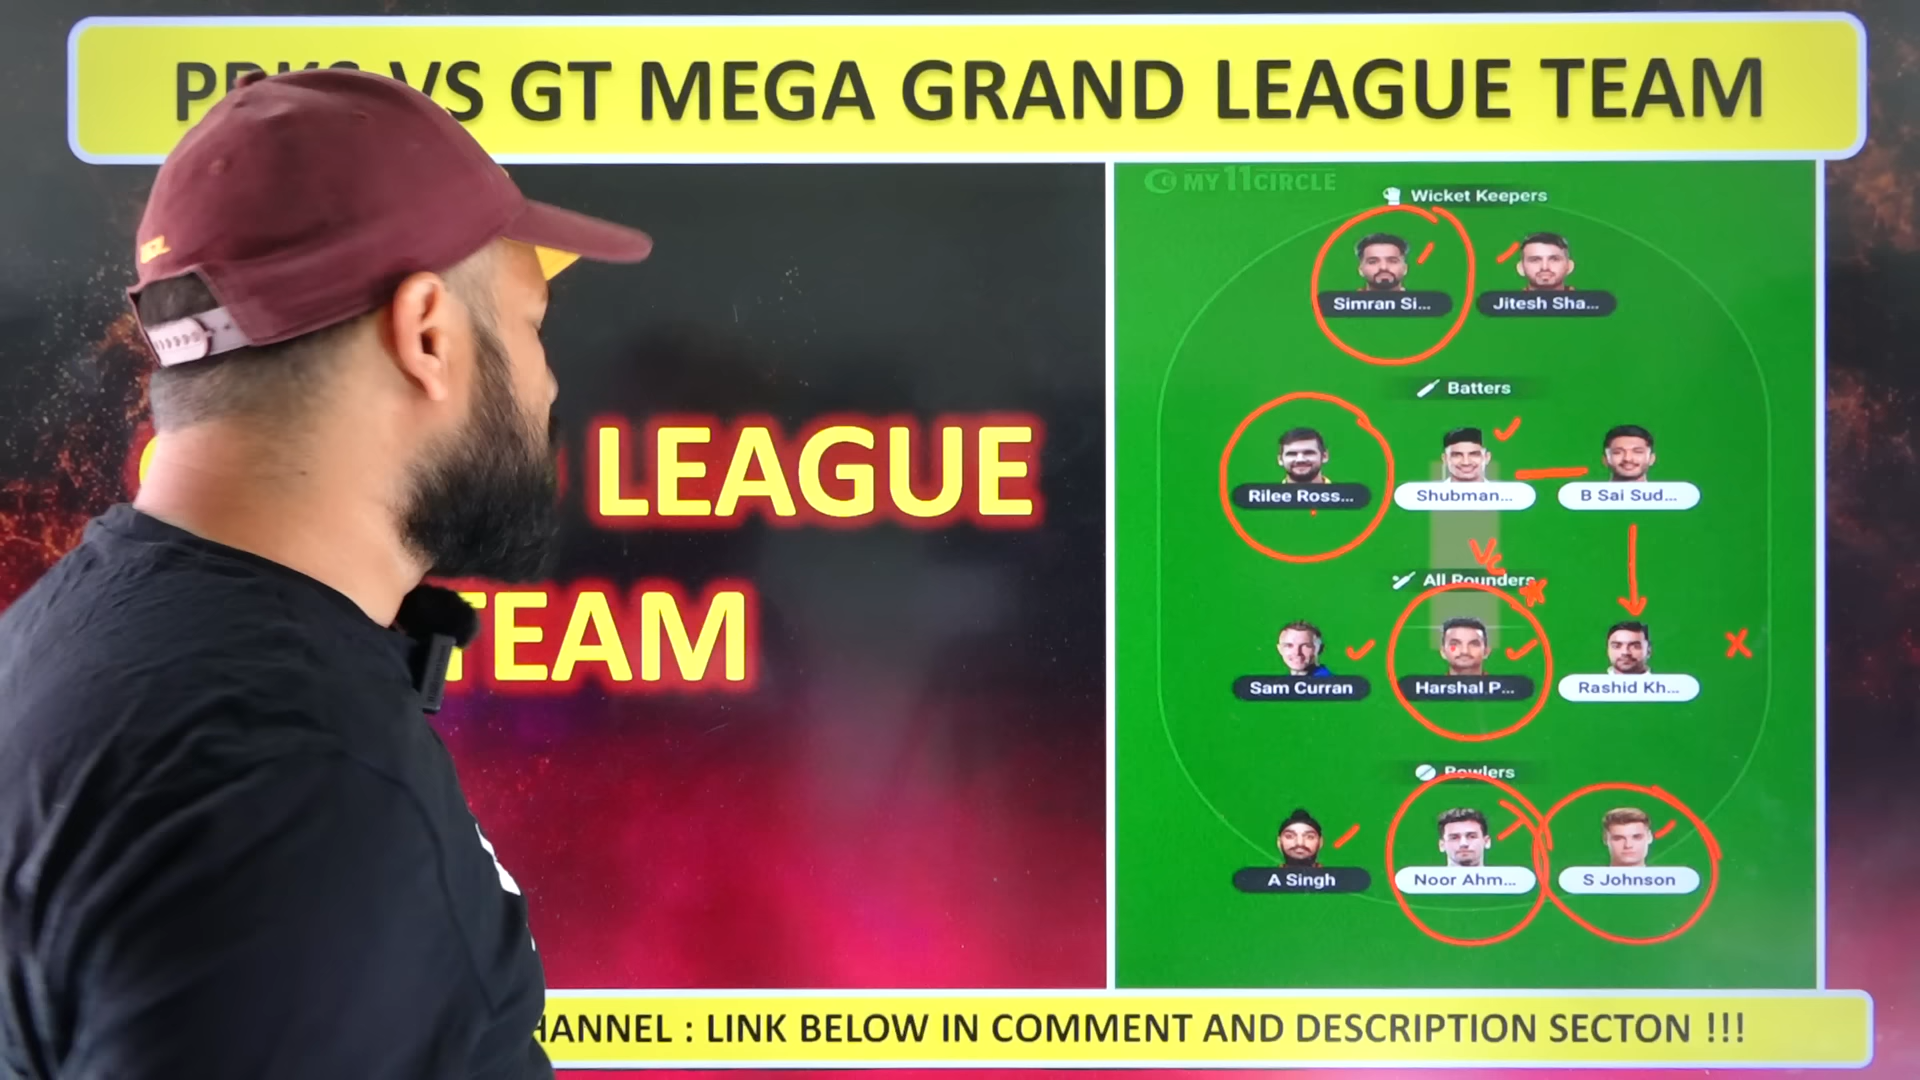 VS GT MEGA GRAND LEAGUE TEAM
MY11CIRCLE
Wicket Keepers
Simran Si...
Jitesh Sha...
Batters
LEAGUE
Rilee Ross...
Shubman...
B Sai Sud...
Vc
All Rounders
TEAM
Sam Curran
Harshal P...
Rashid Kh...
x
Bowlers
A Singh
Noor Ahm...
S Johnson
HANNEL : LINK BELOW IN COMMENT AND DESCRIPTION SECTON !!!